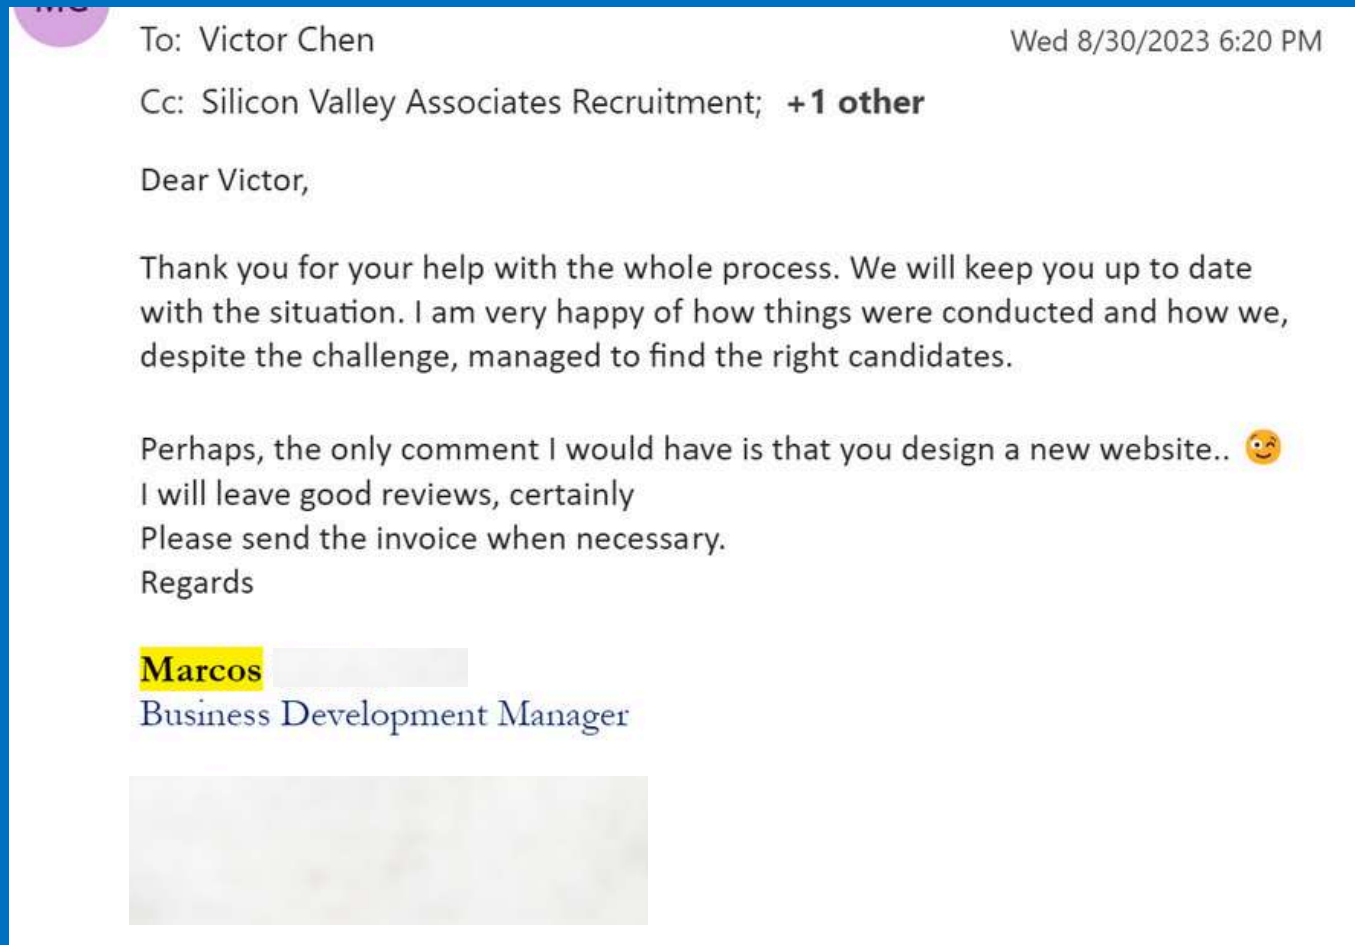 To: Victor Chen
Wed 8/30/2023 6:20 PM
Cc: Silicon Valley Associates Recruitment; +1 other
Dear Victor,
Thank you for your help with the whole process. We will keep you up to date
with the situation. I am very happy of how things were conducted and how we,
despite the challenge, managed to find the right candidates.
Perhaps, the only comment I would have is that you design a new website.. 😉
I will leave good reviews, certainly
Please send the invoice when necessary.
Regards
Marcos
Business Development Manager